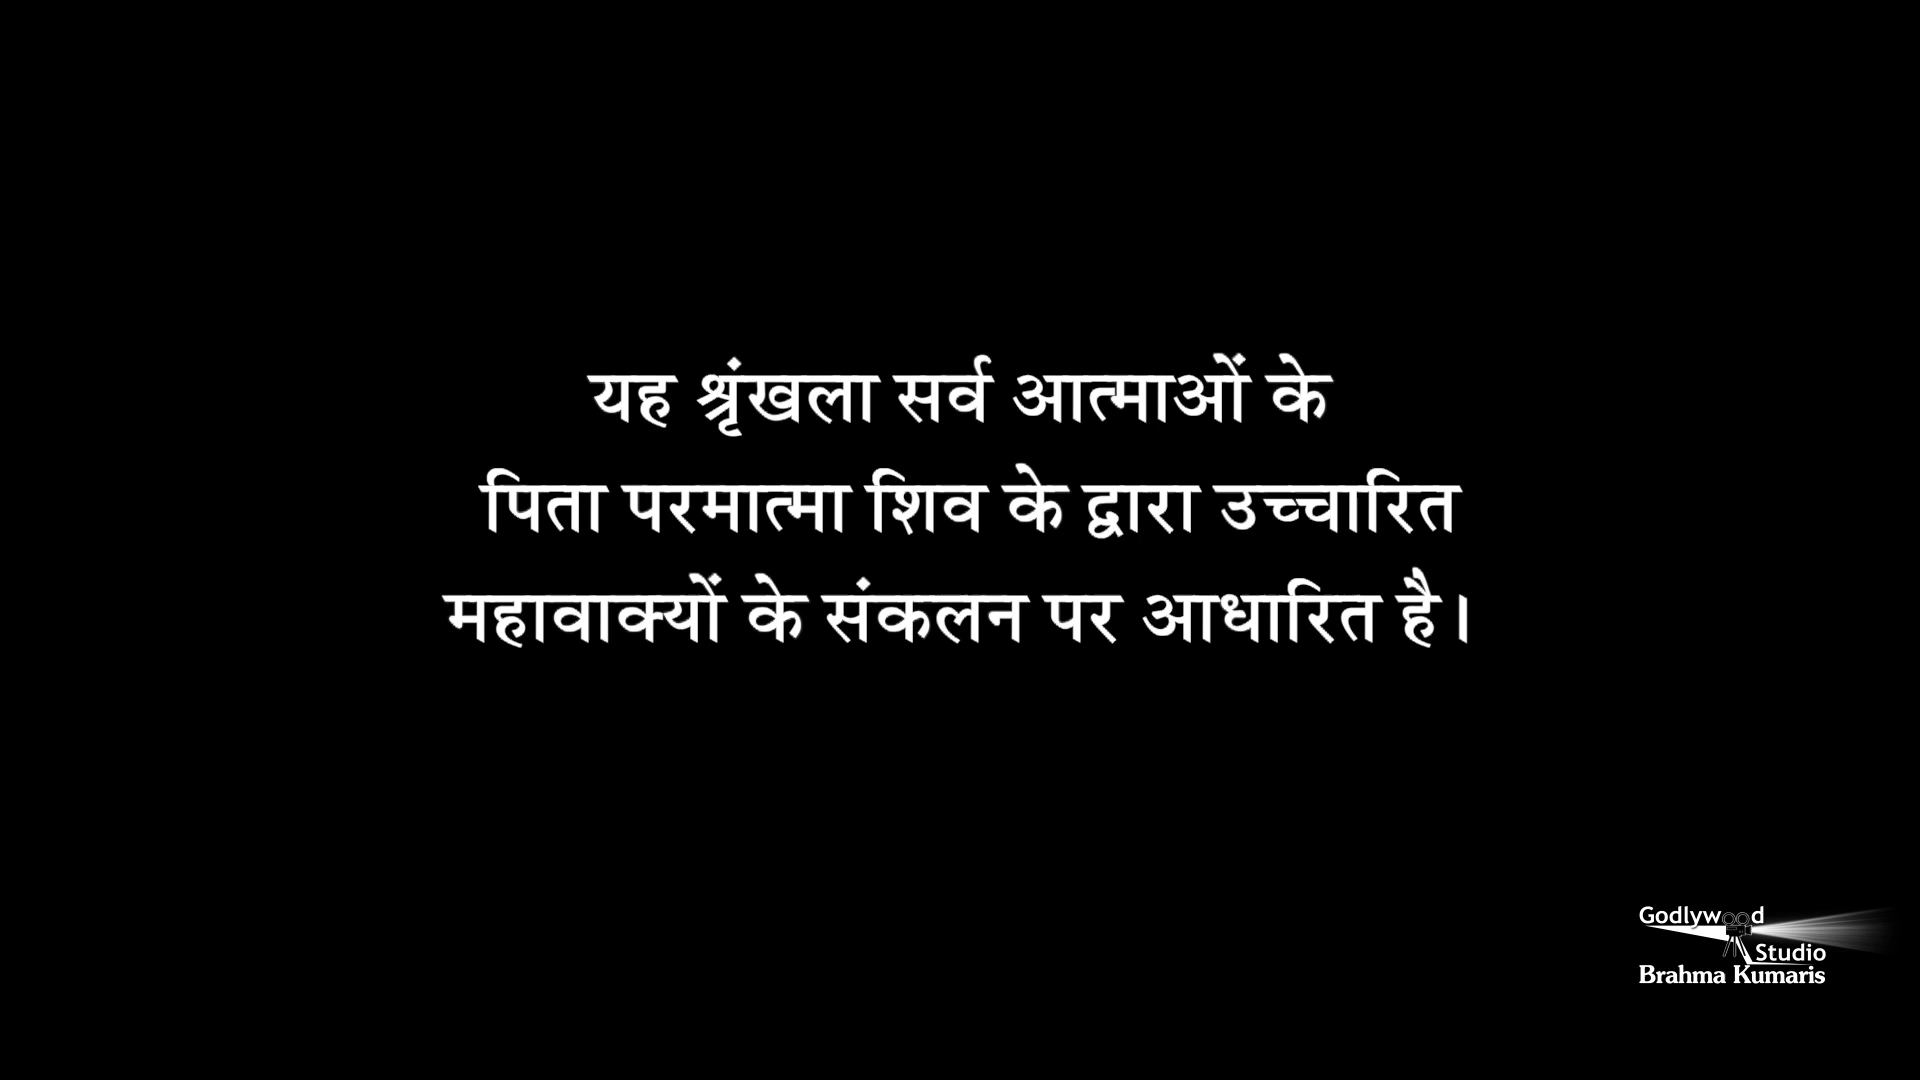 यह श्रृंखला सर्व आत्माओं के
पिता परमात्मा शिव के द्वारा उच्चारित
महावाक्यों के संकलन पर आधारित है।
Godlywood
Studio
Brahma Kumaris